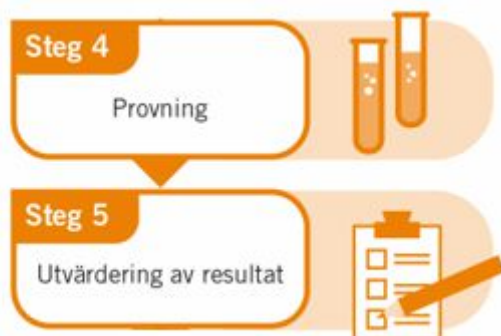 Steg 4
Provning
Steg 5
Utvärdering av resultat